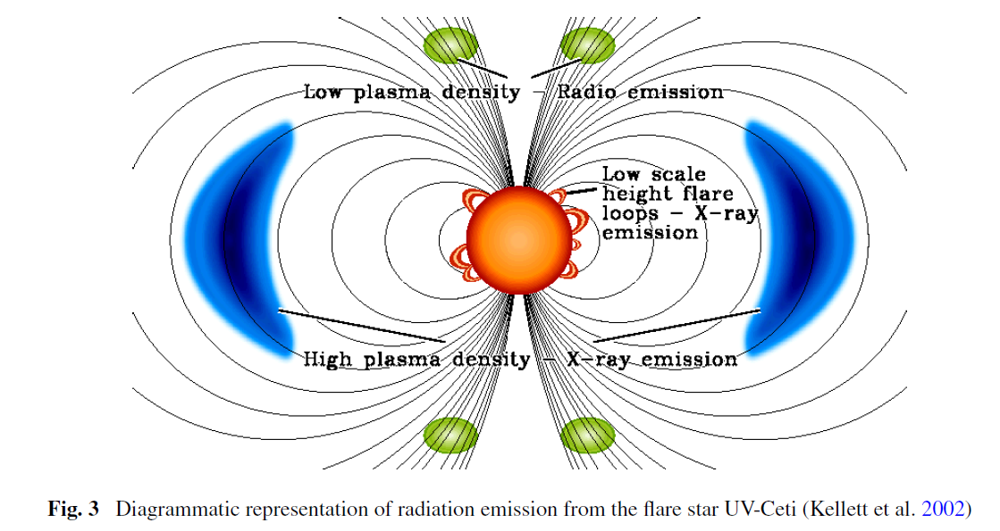 Low plasma density – Radio emission
Low scale
height flare
loops – X-ray
emission
High plasma density – X-ray emission
Fig. 3 Diagrammatic representation of radiation emission from the flare star UV-Ceti (Kellett et al. 2002)